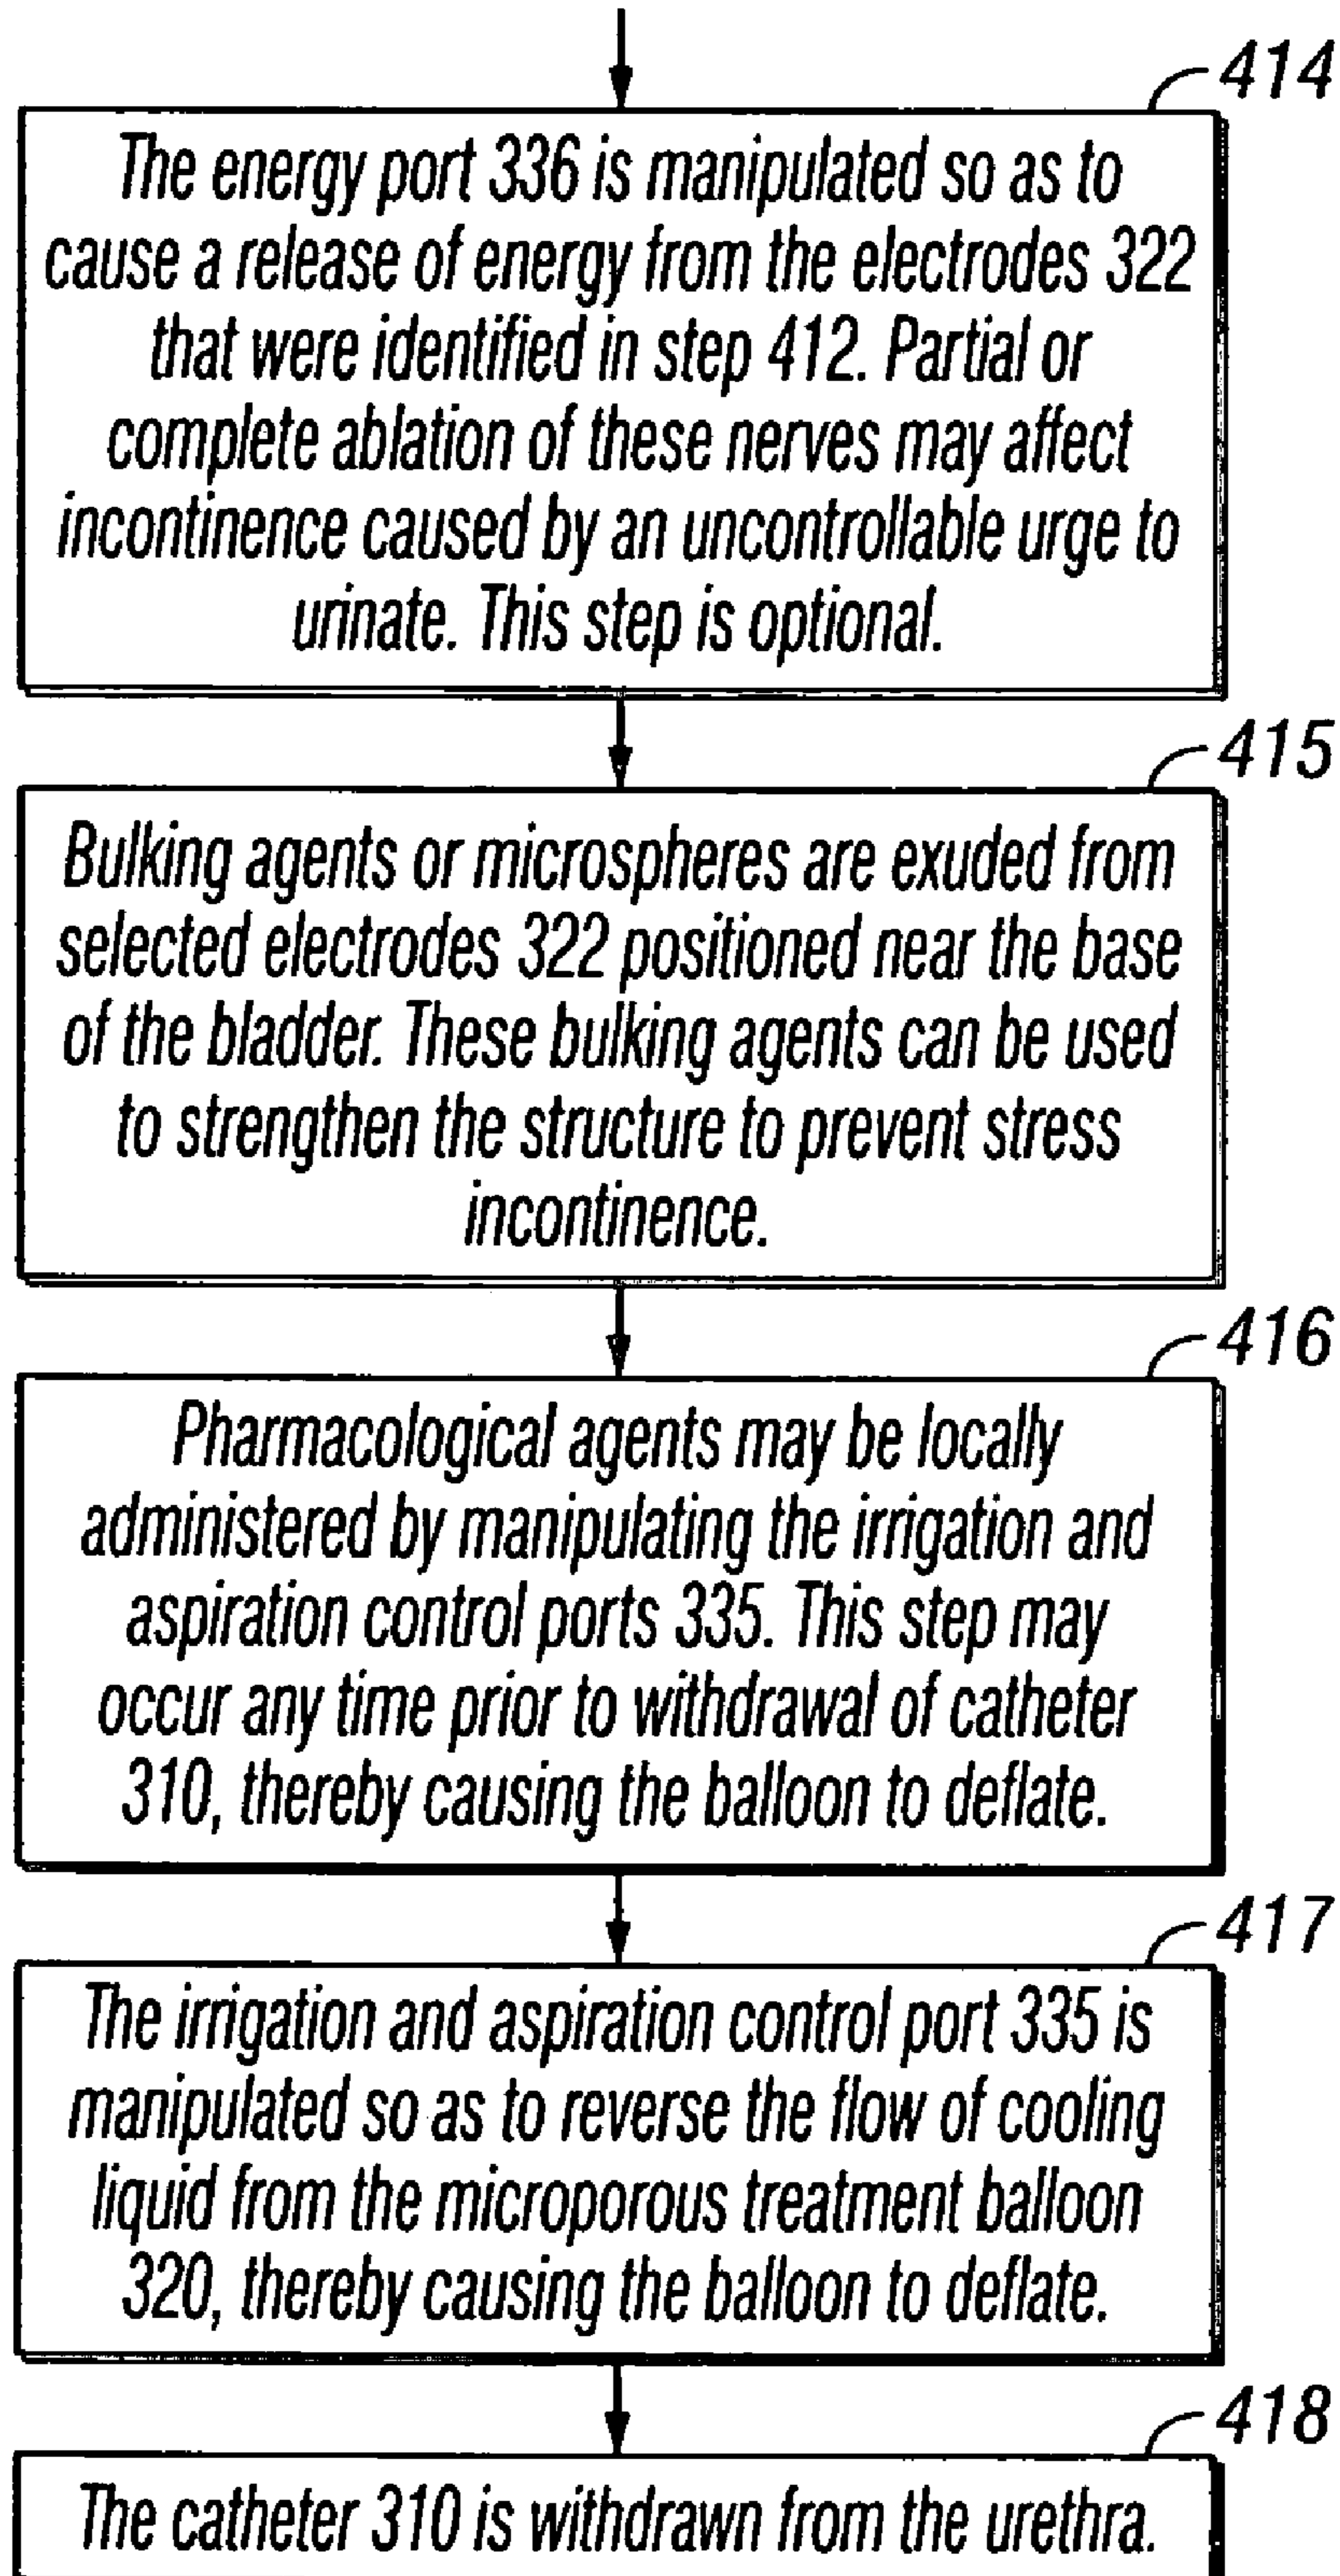 414
The energy port 336 is manipulated so as to
cause a release of energy from the electrodes 322
that were identified in step 412. Partial or
complete ablation of these nerves may affect
incontinence caused by an uncontrollable urge to
urinate. This step is optional.
415
Bulking agents or microspheres are exuded from
selected electrodes 322 positioned near the base
of the bladder. These bulking agents can be used
to strengthen the structure to prevent stress
incontinence.
416
Pharmacological agents may be locally
administered by manipulating the irrigation and
aspiration control ports 335. This step may
occur any time prior to withdrawal of catheter
310, thereby causing the balloon to deflate.
417
The irrigation and aspiration control port 335 is
manipulated so as to reverse the flow of cooling
liquid from the microporous treatment balloon
320, thereby causing the balloon to deflate.
418
The catheter 310 is withdrawn from the urethra.